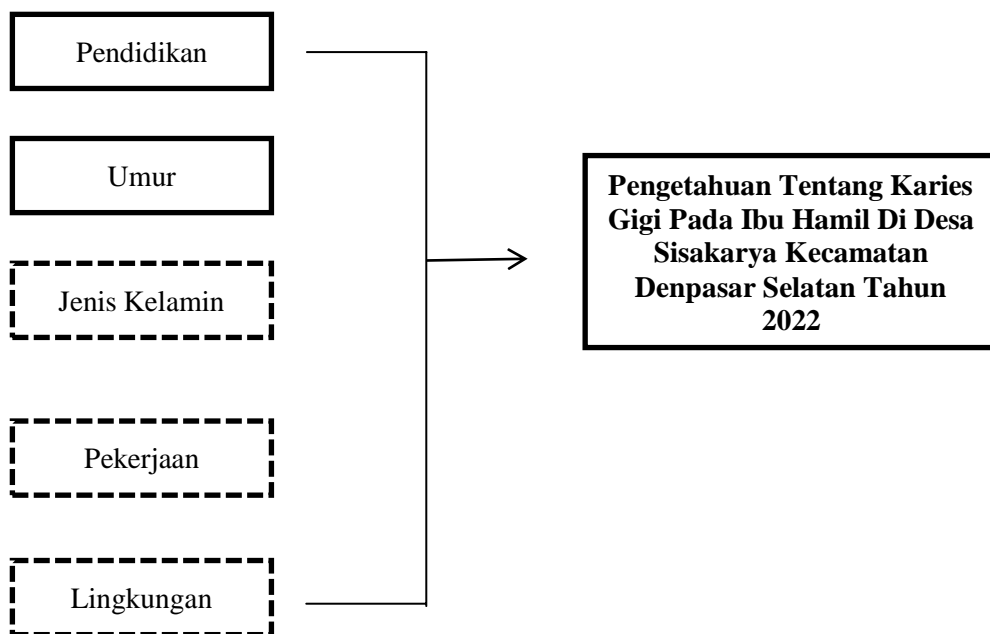 Pendidikan
Umur
Jenis Kelamin
Pekerjaan
Lingkungan
Pengetahuan Tentang Karies
Gigi Pada Ibu Hamil Di Desa
Sisakarya Kecamatan
Denpasar Selatan Tahun
2022